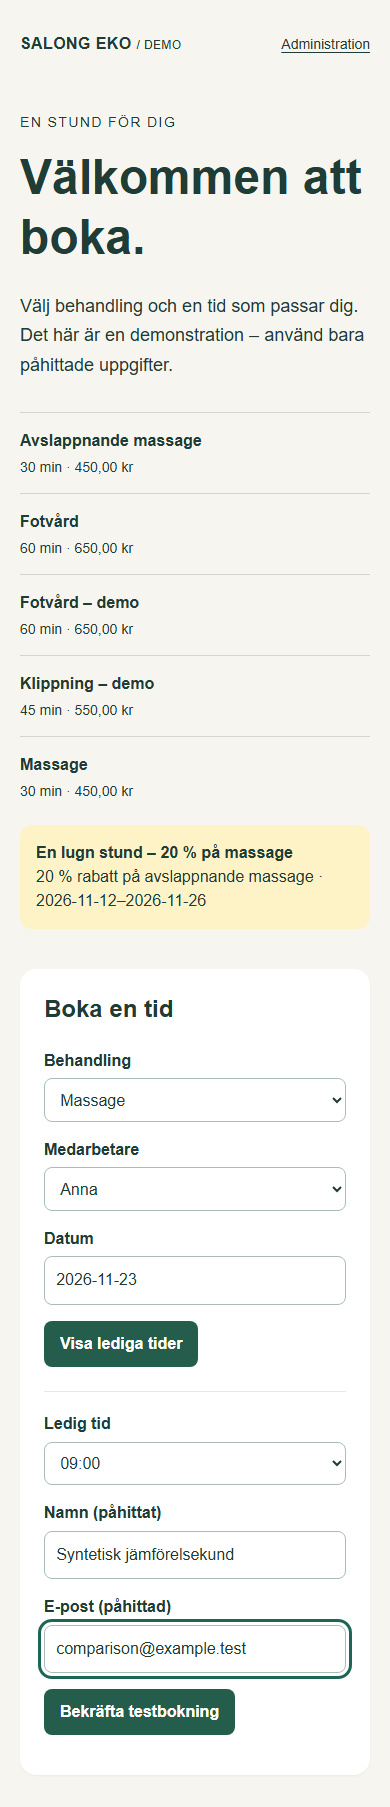 SALONG EKO / DEMO
Administration
EN STUND FÖR DIG
Välkommen att
boka.
Välj behandling och en tid som passar dig.
Det här är en demonstration – använd bara
påhittade uppgifter.
Avslappnande massage
30 min · 450,00 kr
Fotvård
60 min · 650,00 kr
Fotvård – demo
60 min · 650,00 kr
Klippning – demo
45 min · 550,00 kr
Massage
30 min · 450,00 kr
En lugn stund – 20 % på massage
20 % rabatt på avslappnande massage ·
2026-11-12–2026-11-26
Boka en tid
Behandling
Massage
Medarbetare
Anna
Datum
2026-11-23
Visa lediga tider
Ledig tid
09:00
Namn (påhittat)
Syntetisk jämförelsekund
E-post (påhittad)
comparison@example.test
Bekräfta testbokning